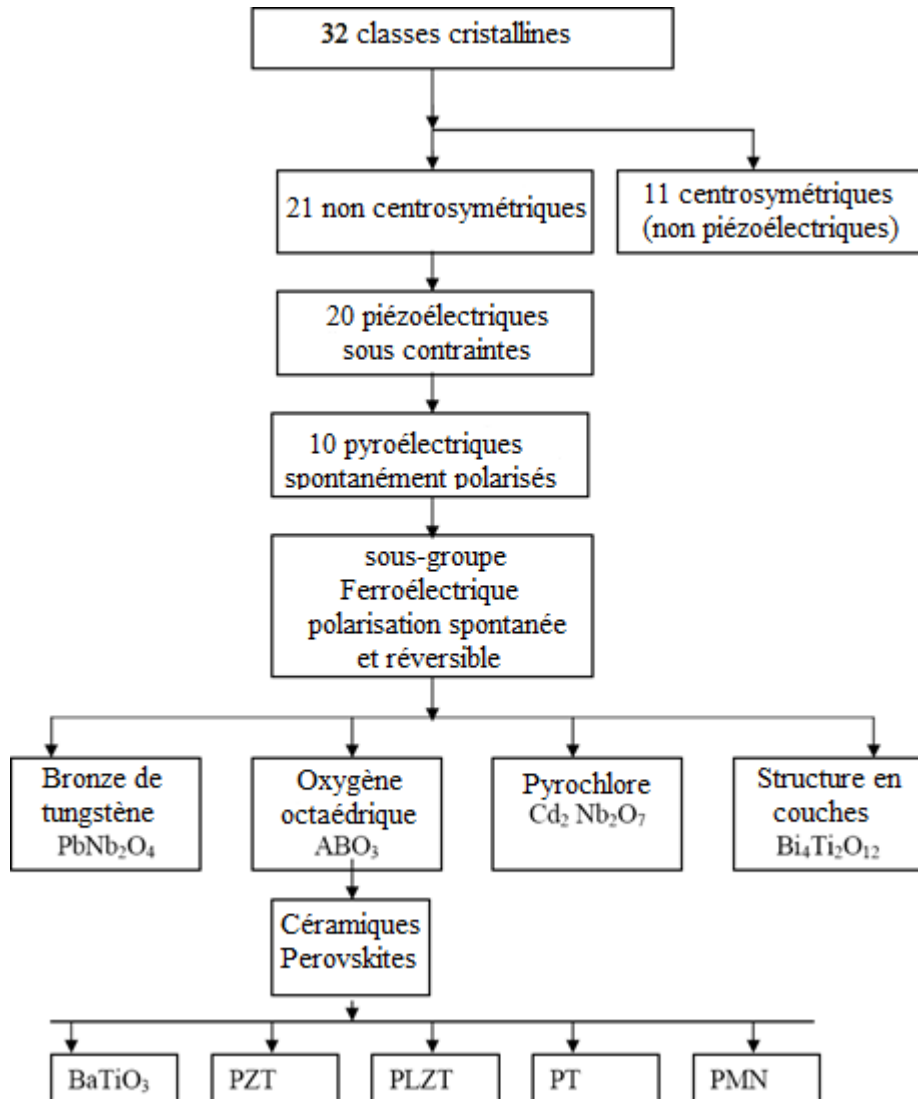 32 classes cristallines
21 non centrosymétriques
11 centrosymétriques
(non piézoélectriques)
20 piézoélectriques
sous contraintes
10 pyroélectriques
spontanément polarisés
sous-groupe
Ferroélectrique
polarisation spontanée
et réversible
Bronze de
tungstène
PbNb₂O₄
Oxygène
octaédrique
ABO₃
Pyrochlore
Cd₂ Nb₂O₇
Structure en
couches
Bi₄Ti₂O₁₂
Céramiques
Perovskites
BaTiO₃
PZT
PLZT
PT
PMN